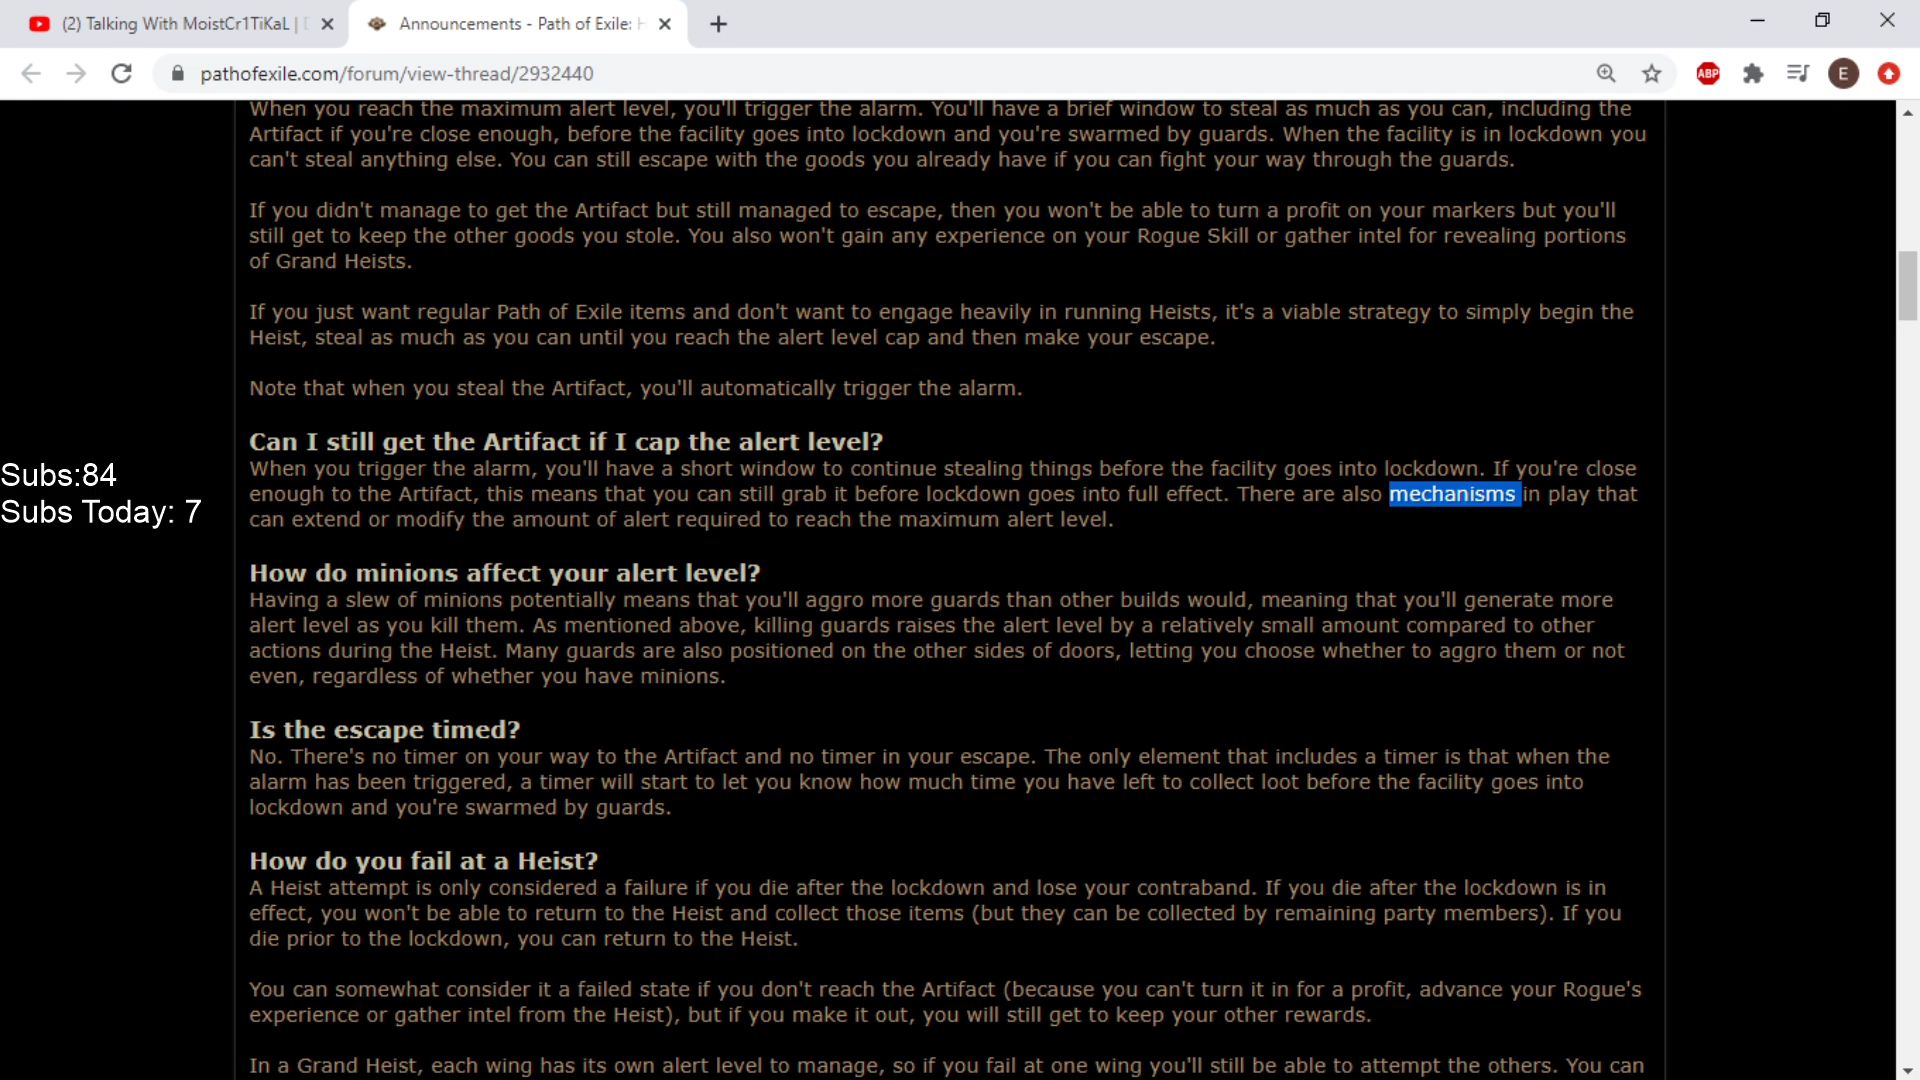 (2) Talking With MoistCr1TiKaL |
Announcements - Path of Exile:
pathofexile.com/forum/view-thread/2932440
ABP
E
When you reach the maximum alert level, you'll trigger the alarm. You'll have a brief window to steal as much as you can, including the
Artifact if you're close enough, before the facility goes into lockdown and you're swarmed by guards. When the facility is in lockdown you
can't steal anything else. You can still escape with the goods you already have if you can fight your way through the guards.
If you didn't manage to get the Artifact but still managed to escape, then you won't be able to turn a profit on your markers but you'll
still get to keep the other goods you stole. You also won't gain any experience on your Rogue Skill or gather intel for revealing portions
of Grand Heists.
If you just want regular Path of Exile items and don't want to engage heavily in running Heists, it's a viable strategy to simply begin the
Heist, steal as much as you can until you reach the alert level cap and then make your escape.
Note that when you steal the Artifact, you'll automatically trigger the alarm.
Can I still get the Artifact if I cap the alert level?
When you trigger the alarm, you'll have a short window to continue stealing things before the facility goes into lockdown. If you're close
enough to the Artifact, this means that you can still grab it before lockdown goes into full effect. There are also mechanisms in play that
can extend or modify the amount of alert required to reach the maximum alert level.
Subs:84
Subs Today: 7
How do minions affect your alert level?
Having a slew of minions potentially means that you'll aggro more guards than other builds would, meaning that you'll generate more
alert level as you kill them. As mentioned above, killing guards raises the alert level by a relatively small amount compared to other
actions during the Heist. Many guards are also positioned on the other sides of doors, letting you choose whether to aggro them or not
even, regardless of whether you have minions.
Is the escape timed?
No. There's no timer on your way to the Artifact and no timer in your escape. The only element that includes a timer is that when the
alarm has been triggered, a timer will start to let you know how much time you have left to collect loot before the facility goes into
lockdown and you're swarmed by guards.
How do you fail at a Heist?
A Heist attempt is only considered a failure if you die after the lockdown and lose your contraband. If you die after the lockdown is in
effect, you won't be able to return to the Heist and collect those items (but they can be collected by remaining party members). If you
die prior to the lockdown, you can return to the Heist.
You can somewhat consider it a failed state if you don't reach the Artifact (because you can't turn it in for a profit, advance your Rogue's
experience or gather intel from the Heist), but if you make it out, you will still get to keep your other rewards.
In a Grand Heist, each wing has its own alert level to manage, so if you fail at one wing you'll still be able to attempt the others. You can